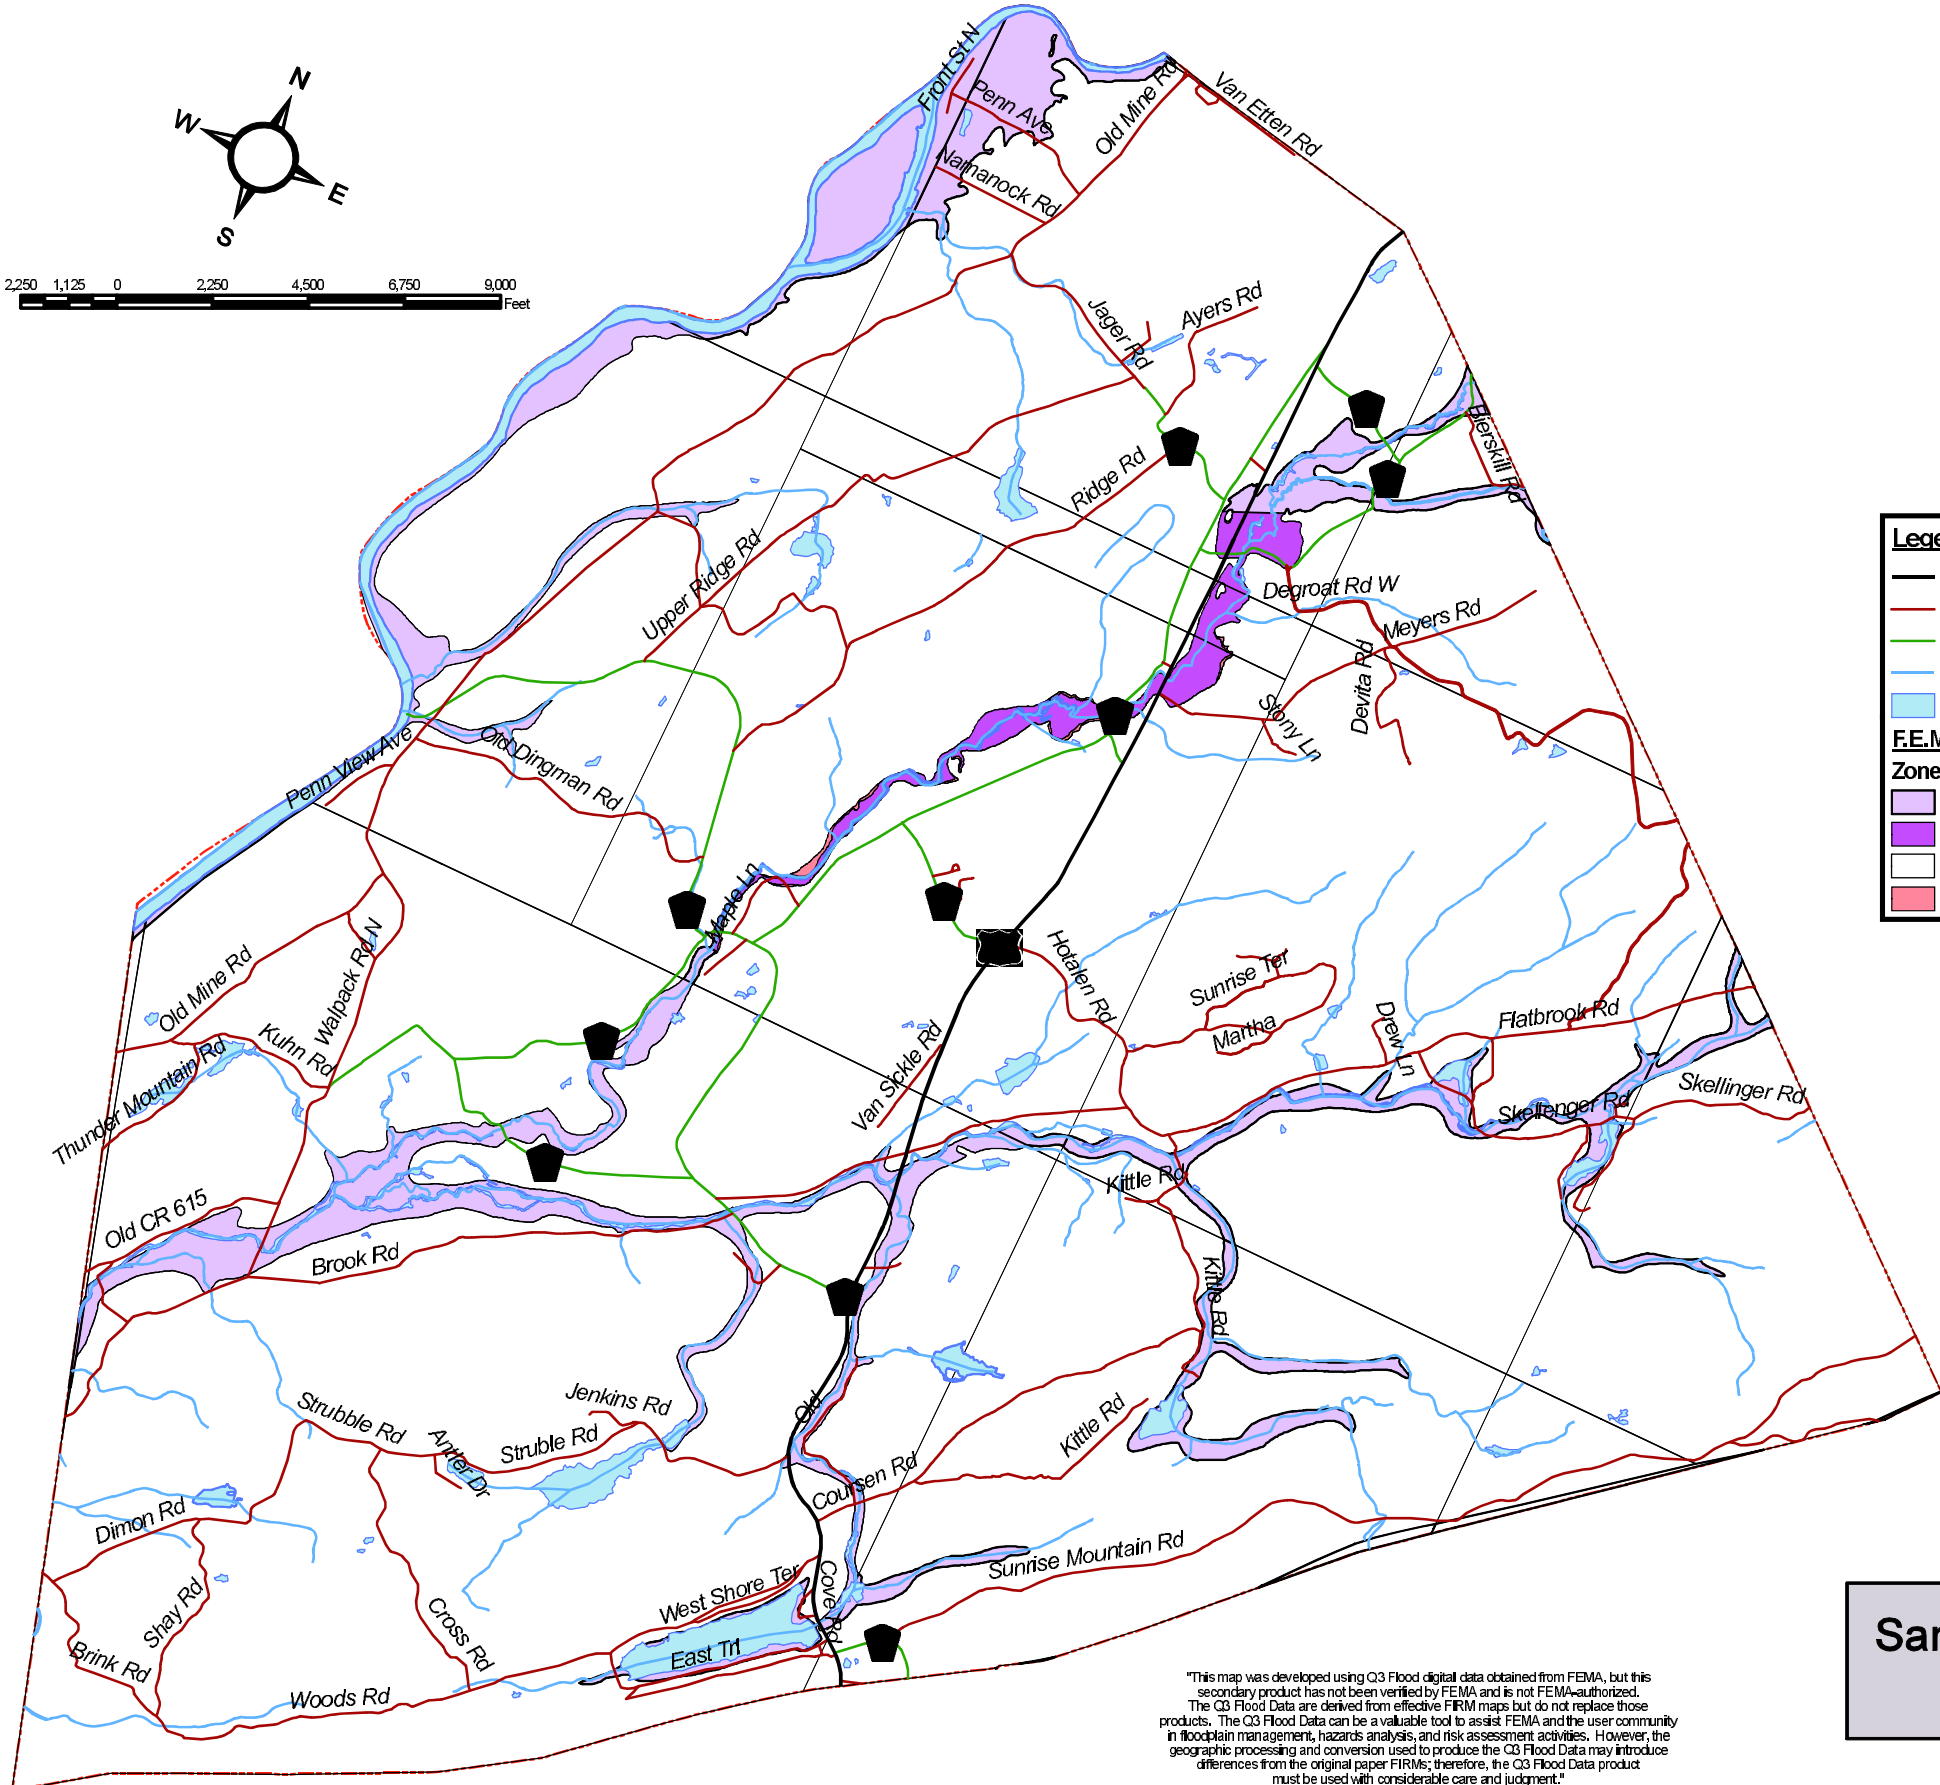 N
W
E
S
2,250 1,125 0 2,250 4,500 6,750 9,000
Feet
Front St N
Penn Ave
Old Mine Rd
Van Etten Rd
Namanock Rd
Jager Rd
Ayers Rd
Bierskill Rd
Ridge Rd
Upper Ridge Rd
Degroat Rd W
Meyers Rd
Devita Rd
Stony Ln
Penn View Ave
Old Dingman Rd
Maple Ln
Old Mine Rd
Walpack Rd N
Kuhn Rd
Thunder Mountain Rd
Hotalen Rd
Sunrise Ter
Martha
Drew Ln
Flatbrook Rd
Van Sickle Rd
Skellinger Rd
Skellenger Rd
Kittle Rd
Old CR 615
Brook Rd
Kittle Rd
Strubble Rd
Jenkins Rd
Struble Rd
Antler Dr
Old
Kittle Rd
Coursen Rd
Dimon Rd
Sunrise Mountain Rd
West Shore Ter
Cove Rd
Shay Rd
Cross Rd
East Trl
Brink Rd
Woods Rd
Lege
F.E.M
Zone
Sar
"This map was developed using Q3 Flood digital data obtained from FEMA, but this
secondary product has not been verified by FEMA and is not FEMA-authorized.
The Q3 Flood Data are derived from effective FIRM maps but do not replace those
products. The Q3 Flood Data can be a valuable tool to assist FEMA and the user community
in floodplain management, hazards analysis, and risk assessment activities. However, the
geographic processing and conversion used to produce the Q3 Flood Data may introduce
differences from the original paper FIRMs; therefore, the Q3 Flood Data product
must be used with considerable care and judgment."